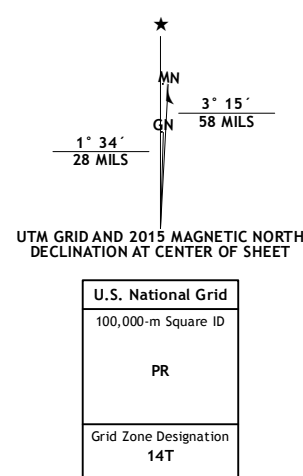 MN
3° 15´
58 MILS
GN
1° 34´
28 MILS
UTM GRID AND 2015 MAGNETIC NORTH
DECLINATION AT CENTER OF SHEET
U.S. National Grid
100,000-m Square ID
PR
Grid Zone Designation
14T